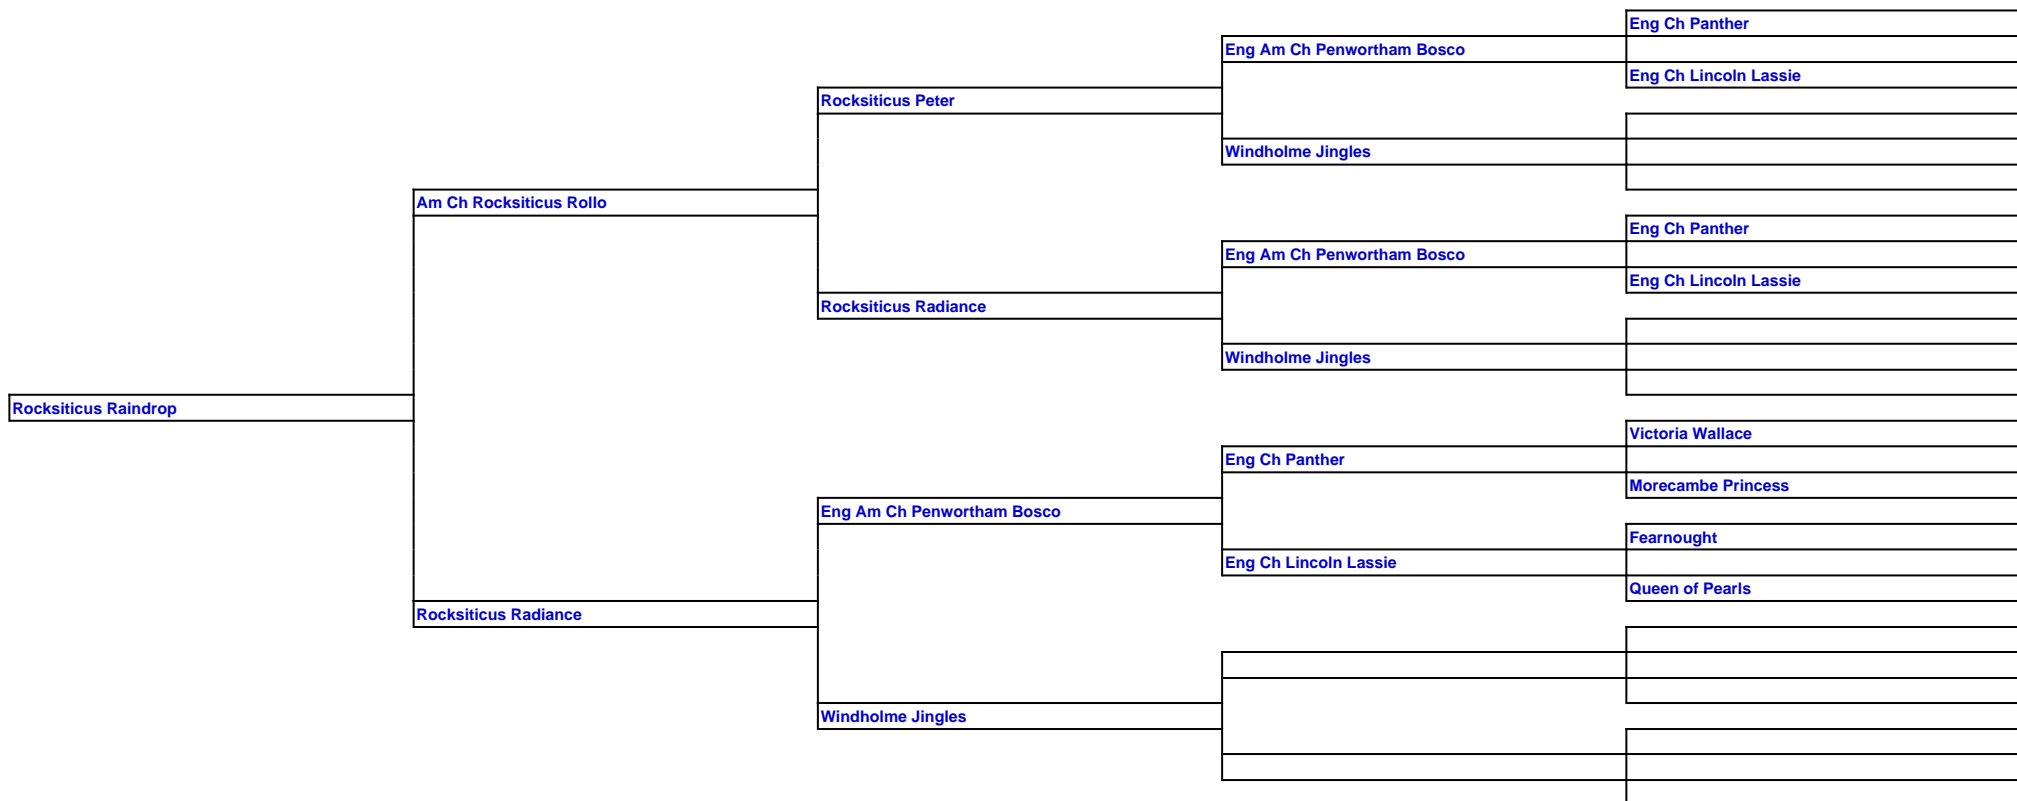 Eng Ch Panther
Eng Am Ch Penwortham Bosco
Eng Ch Lincoln Lassie
Rocksiticus Peter
Windholme Jingles
Am Ch Rocksiticus Rollo
Eng Ch Panther
Eng Am Ch Penwortham Bosco
Eng Ch Lincoln Lassie
Rocksiticus Radiance
Windholme Jingles
Rocksiticus Raindrop
Victoria Wallace
Eng Ch Panther
Morecambe Princess
Eng Am Ch Penwortham Bosco
Fearnought
Eng Ch Lincoln Lassie
Queen of Pearls
Rocksiticus Radiance
Windholme Jingles